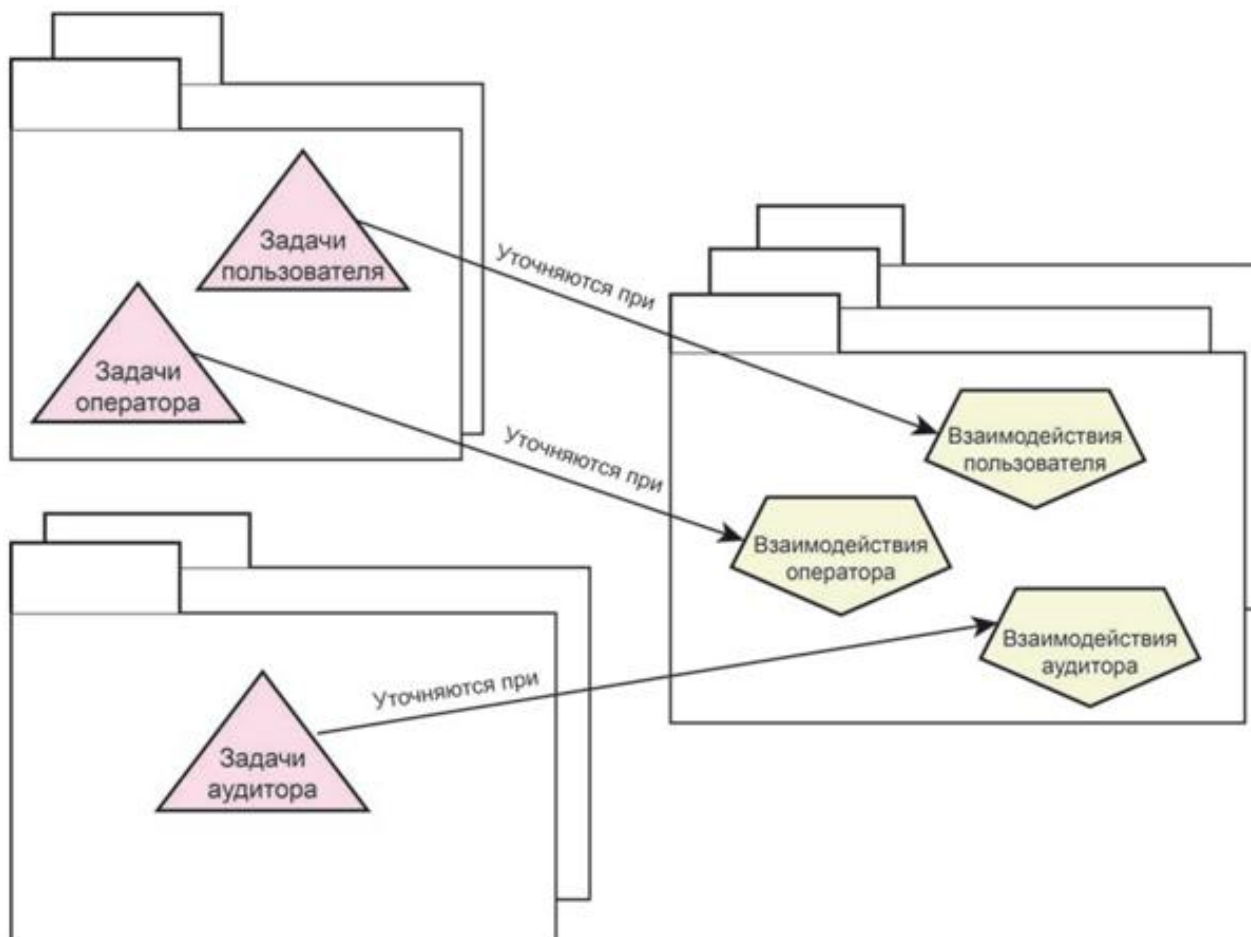 Задачи
пользователя
Задачи
оператора
Уточняются при
Уточняются при
Взаимодействия
пользователя
Взаимодействия
оператора
Взаимодействия
аудитора
Уточняются при
Задачи
аудитора